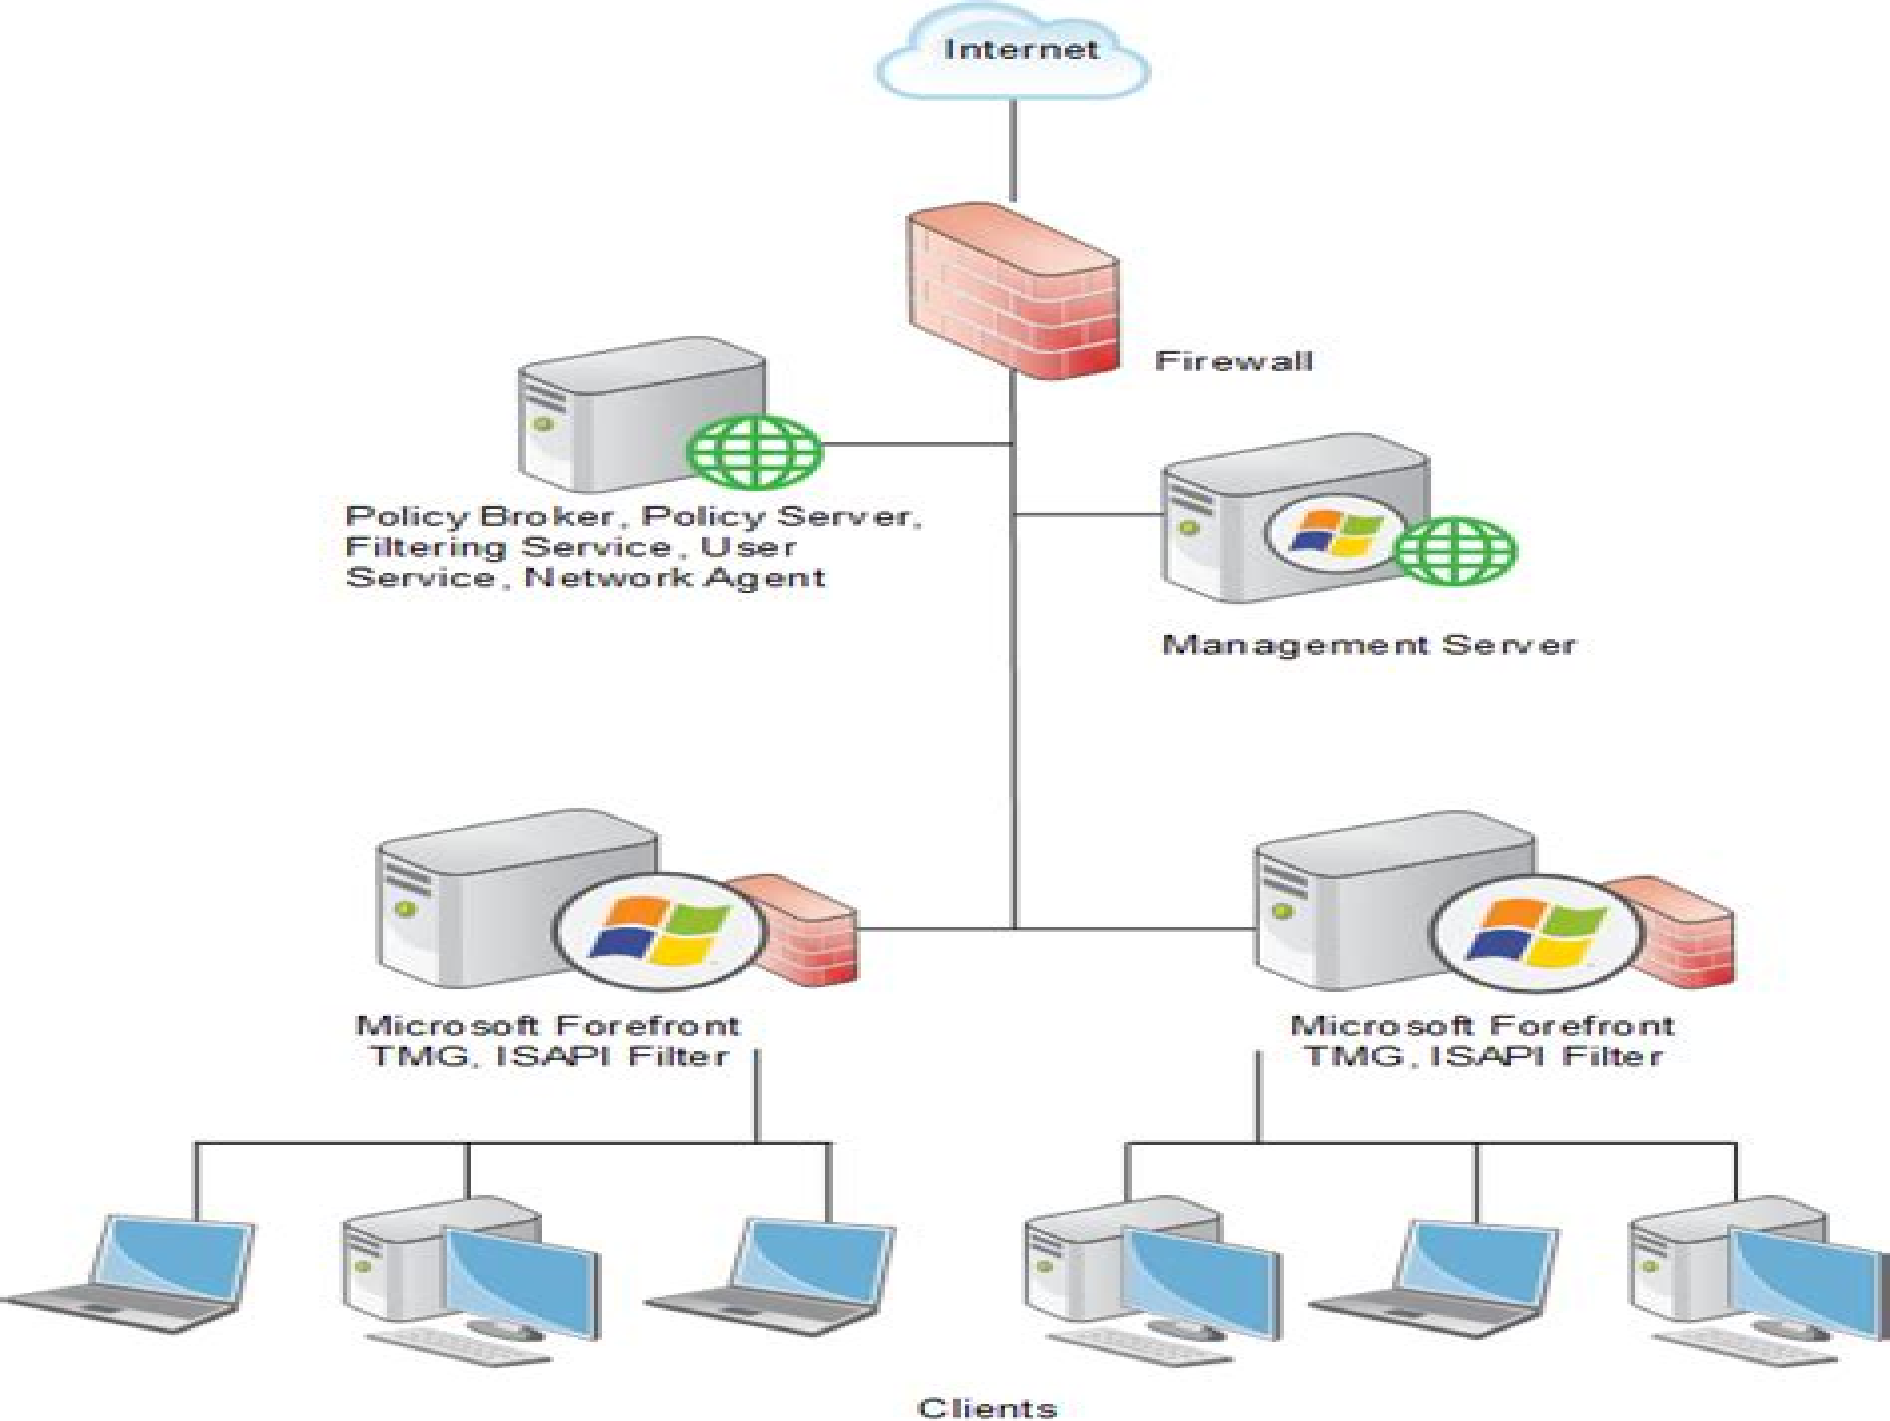 Internet
Firewall
Policy Broker, Policy Server,
Filtering Service, User
Service, Network Agent
Management Server
Microsoft Forefront
TMG, ISAPI Filter
Microsoft Forefront
TMG, ISAPI Filter
Clients